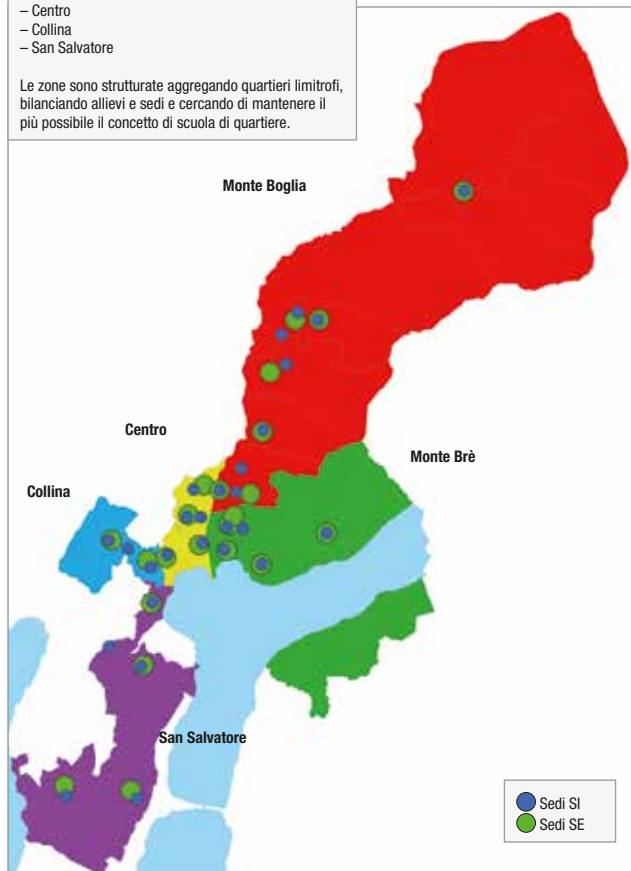 – Centro
– Collina
– San Salvatore
Le zone sono strutturate aggregando quartieri limitrofi,
bilanciando allievi e sedi e cercando di mantenere il
più possibile il concetto di scuola di quartiere.
Monte Boglia
Centro
Monte Brè
Collina
San Salvatore
Sedi SI
Sedi SE